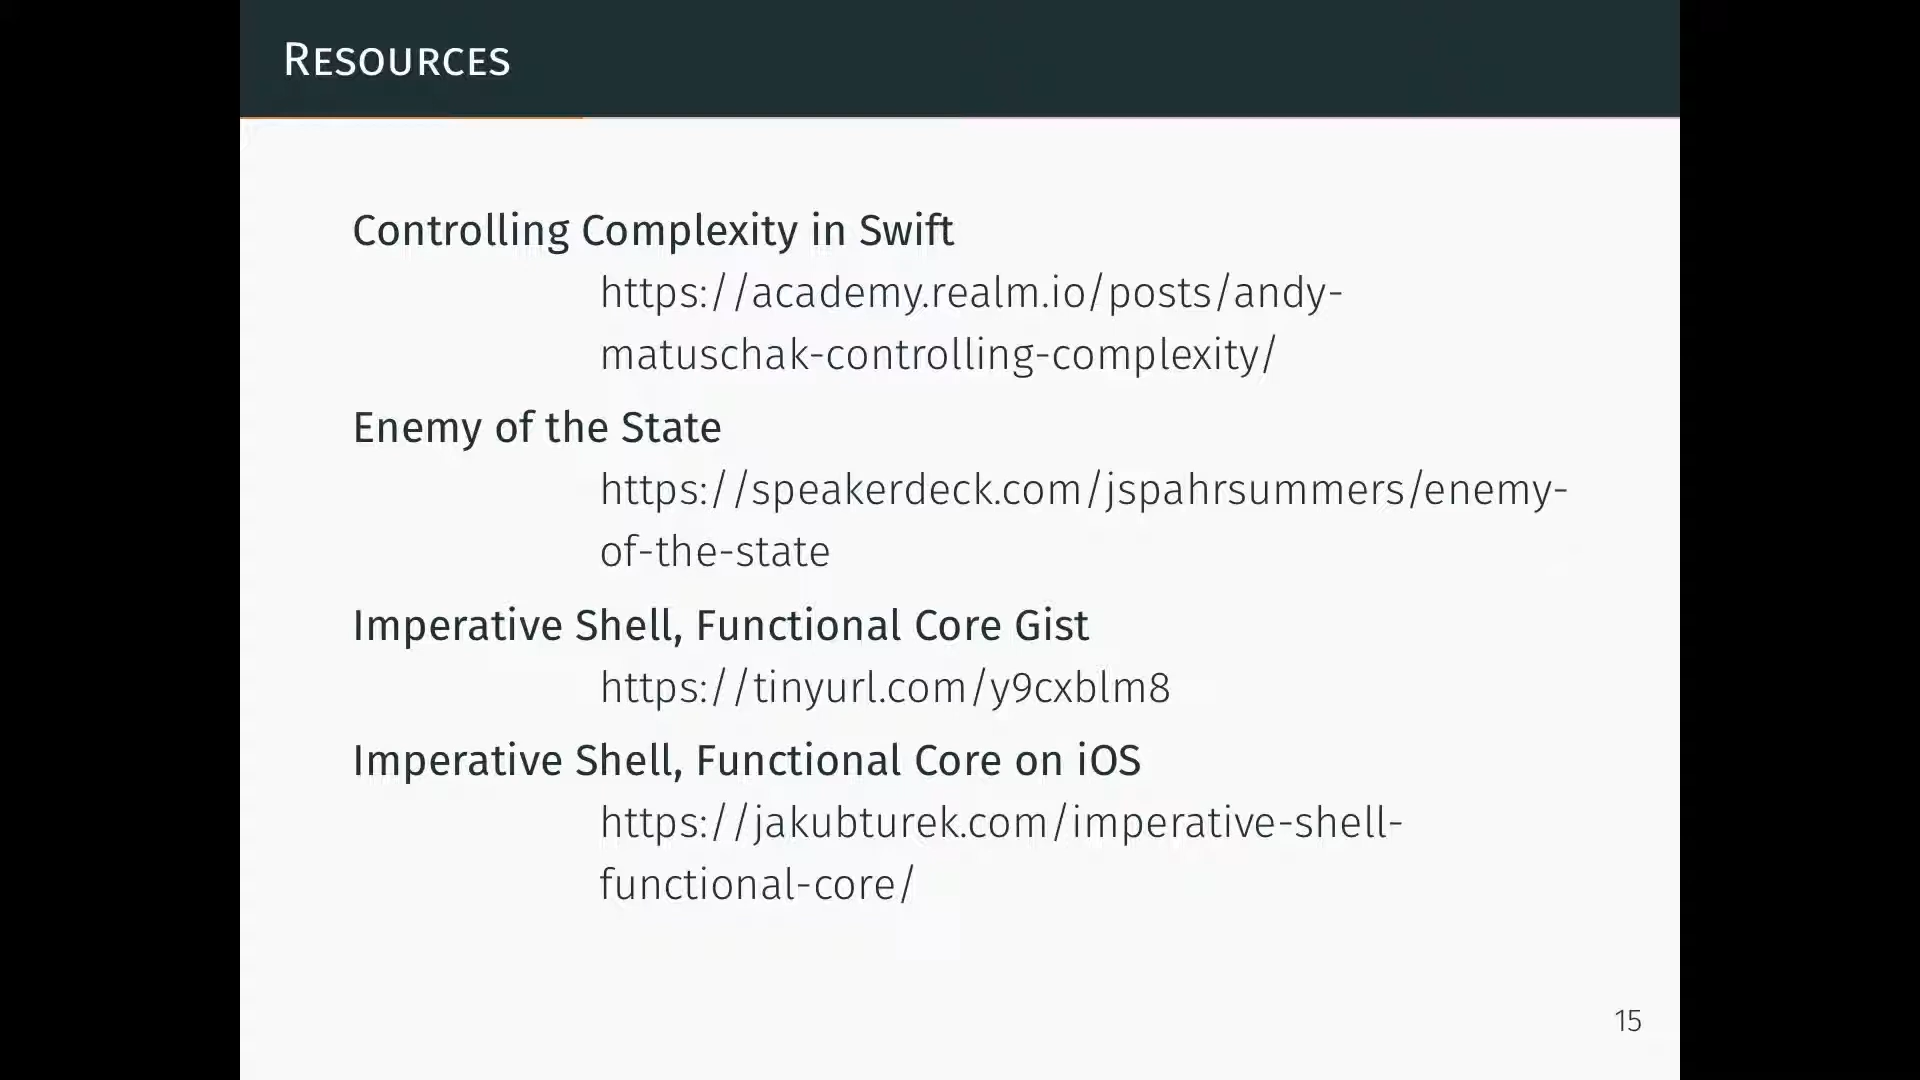 Resources
Controlling Complexity in Swift
https://academy.realm.io/posts/andy-
matuschak-controlling-complexity/
Enemy of the State
https://speakerdeck.com/jspahrsummers/enemy-
of-the-state
Imperative Shell, Functional Core Gist
https://tinyurl.com/y9cxblm8
Imperative Shell, Functional Core on iOS
https://jakubturek.com/imperative-shell-
functional-core/
15